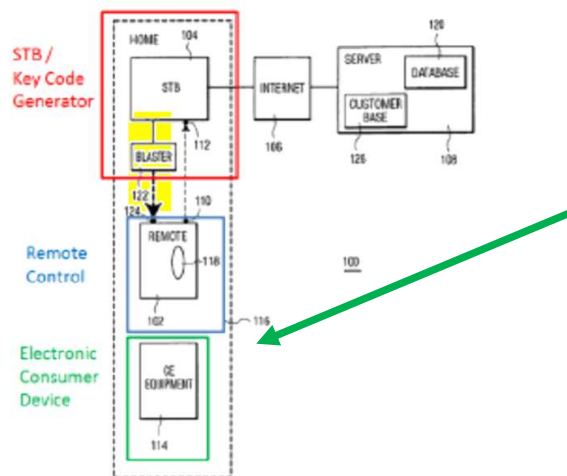 STB /
Key Code
Generator
HOME
104
STB
112
BLASTER
122
INTERNET
106
SERVER
120
DATABASE
CUSTOMER
BASE
126
108
124
110
REMOTE
118
102
116
Remote
Control
100
Electronic
Consumer
Device
CE
EQUIPMENT
114